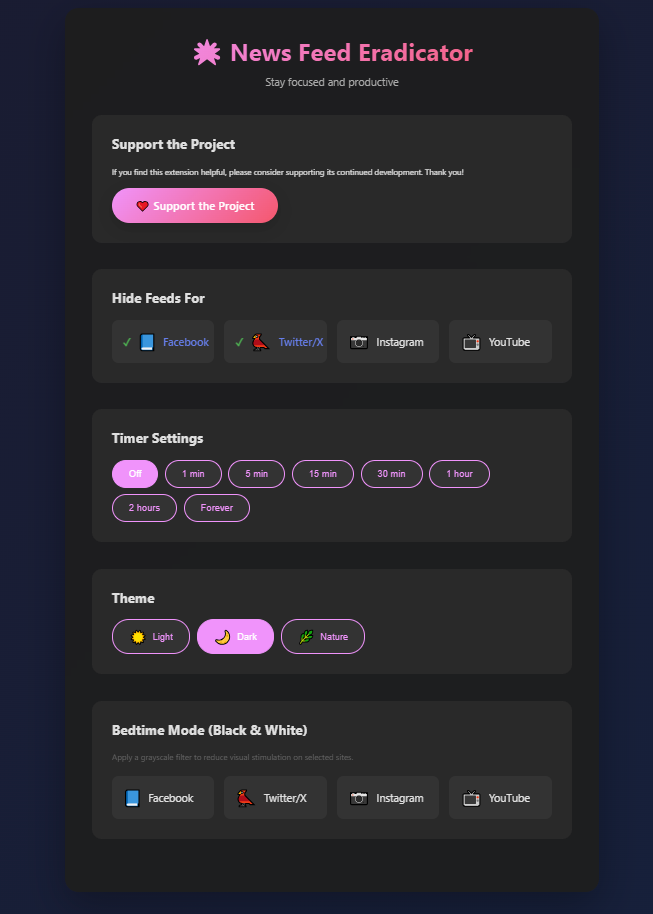 News Feed Eradicator
Stay focused and productive
Support the Project
If you find this extension helpful, please consider supporting its continued development. Thank you!
Support the Project
Hide Feeds For
✓ Facebook
✓ Twitter/X
Instagram
YouTube
Timer Settings
Off
1 min
5 min
15 min
30 min
1 hour
2 hours
Forever
Theme
Light
Dark
Nature
Bedtime Mode (Black & White)
Apply a grayscale filter to reduce visual stimulation on selected sites.
Facebook
Twitter/X
Instagram
YouTube